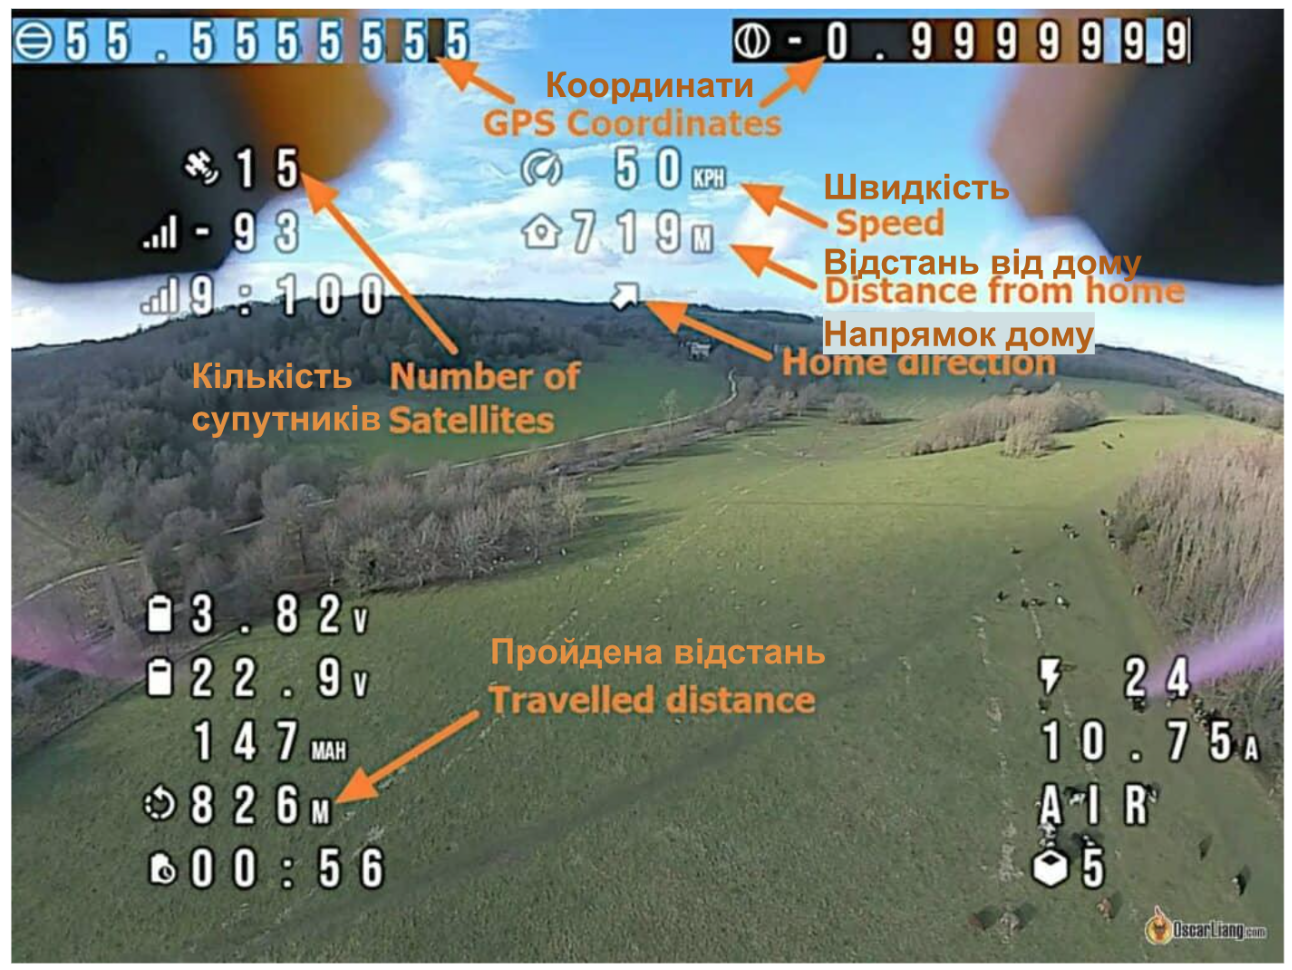 55.5555555
-0.9999999
Координати
GPS Coordinates
15
50 KPH
Швидкість
Speed
-93
719 M
Відстань від дому
Distance from home
9:100
Напрямок дому
Home direction
Кількість
супутників
Number of
Satellites
3.82 V
22.9 V
147 MAH
826 M
00:56
Пройдена відстань
Travelled distance
24
10.75 A
AIR
5
OscarLiang.com